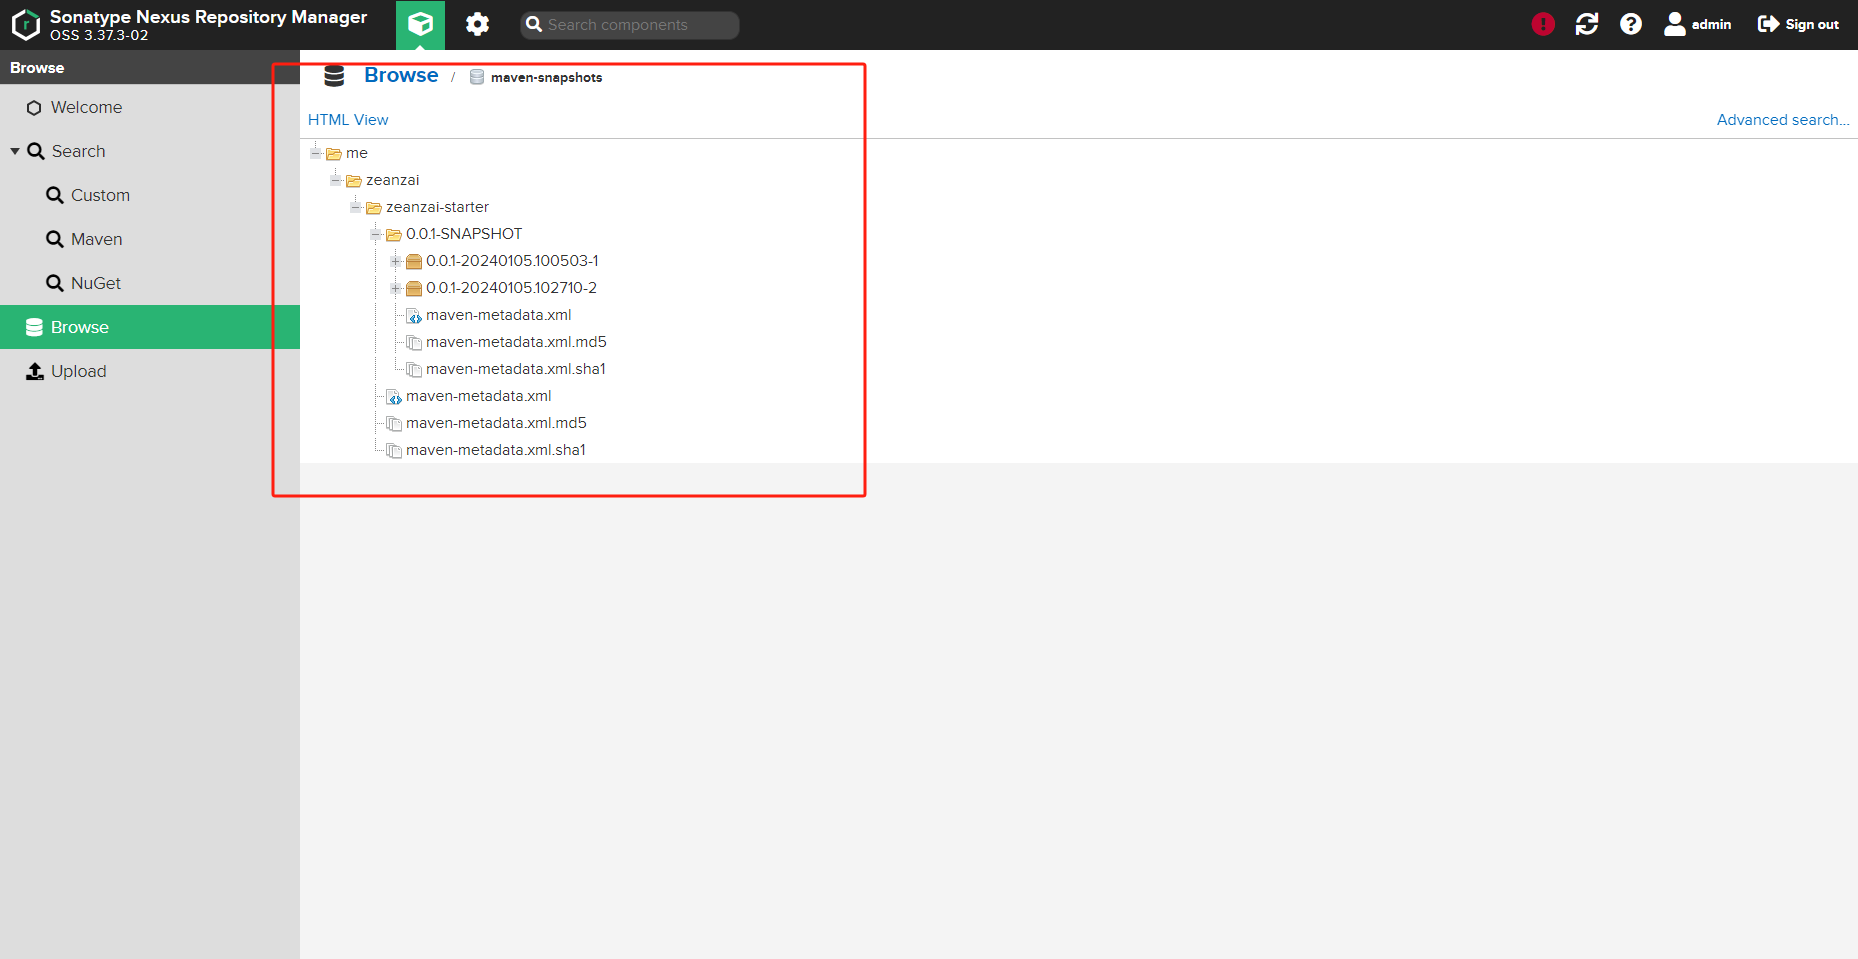 Sonatype Nexus Repository Manager
OSS 3.37.3-02
Search components
admin
Sign out
Browse
Welcome
Search
Custom
Maven
NuGet
Browse
Upload
Browse / maven-snapshots
HTML View
Advanced search...
me
zeanzai
zeanzai-starter
0.0.1-SNAPSHOT
0.0.1-20240105.100503-1
0.0.1-20240105.102710-2
maven-metadata.xml
maven-metadata.xml.md5
maven-metadata.xml.sha1
maven-metadata.xml
maven-metadata.xml.md5
maven-metadata.xml.sha1